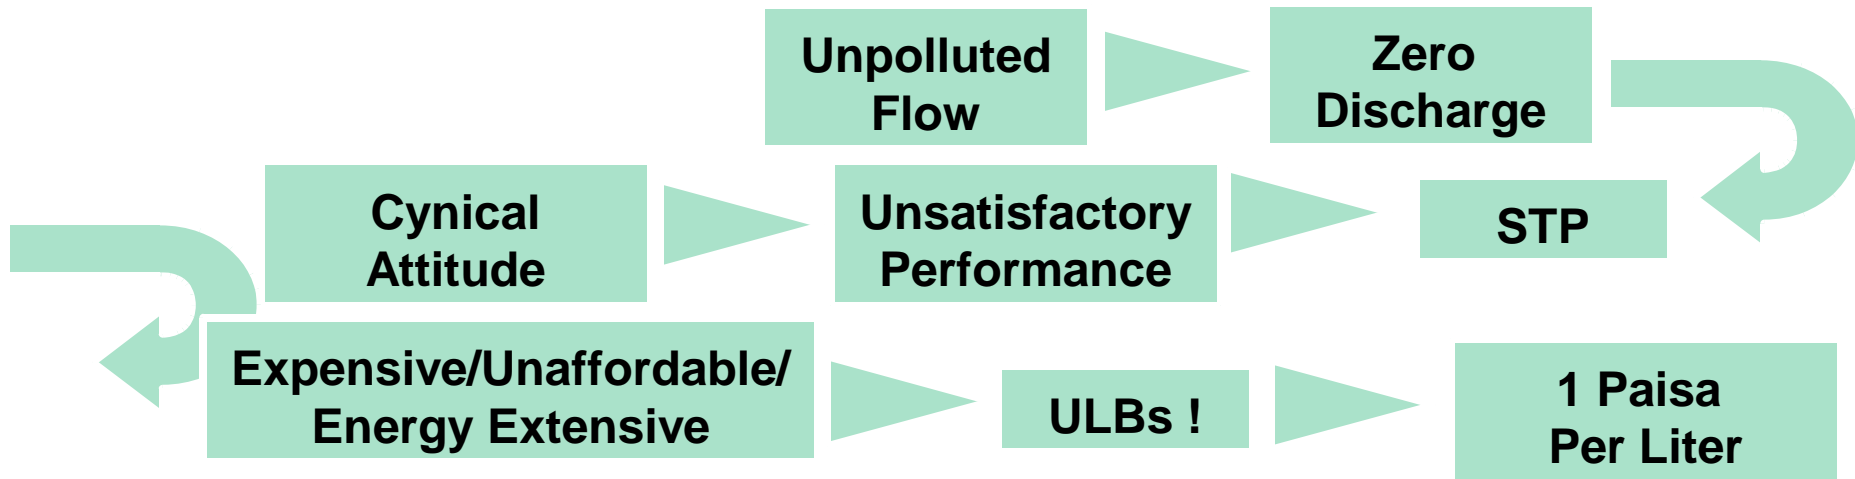 Unpolluted
Flow
Zero
Discharge
Cynical
Attitude
Unsatisfactory
Performance
STP
Expensive/Unaffordable/
Energy Extensive
ULBs !
1 Paisa
Per Liter